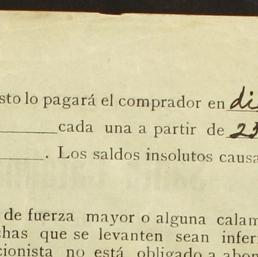 sto lo pagará el comprador en di
cada una a partir de 23
. Los saldos insolutos causa
de fuerza mayor o alguna calam
chas que se levanten sean infer
cionista no está obligado a abon